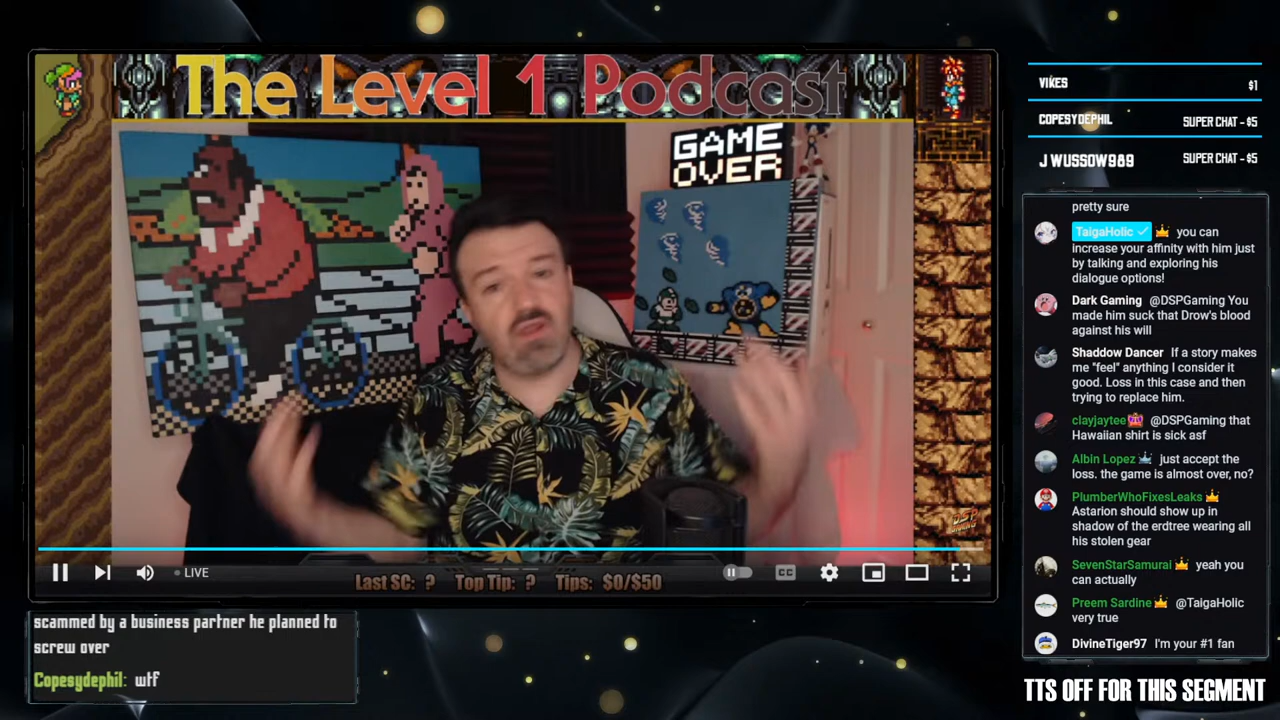 The Level 1 Podcast
GAME
OVER
DSP
GAMING
LIVE
CC
Last SC: ? Top Tip: ? Tips: $0/$50
scammed by a business partner he planned to
screw over
Copesydephil: wtf
VIKES $1
COPESYDEPHIL SUPER CHAT - $5
J WUSSOW989 SUPER CHAT - $5
pretty sure
TaigaHolic you can
increase your affinity with him just
by talking and exploring his
dialogue options!
Dark Gaming @DSPGaming You
made him suck that Drow's blood
against his will
Shaddow Dancer If a story makes
me "feel" anything I consider it
good. Loss in this case and then
trying to replace him.
clayjaytee @DSPGaming that
Hawaiian shirt is sick asf
Albin Lopez just accept the
loss. the game is almost over, no?
PlumberWhoFixesLeaks
Astarion should show up in
shadow of the erdtree wearing all
his stolen gear
SevenStarSamurai yeah you
can actually
Preem Sardine @TaigaHolic
very true
DivineTiger97 I'm your #1 fan
TTS OFF FOR THIS SEGMENT